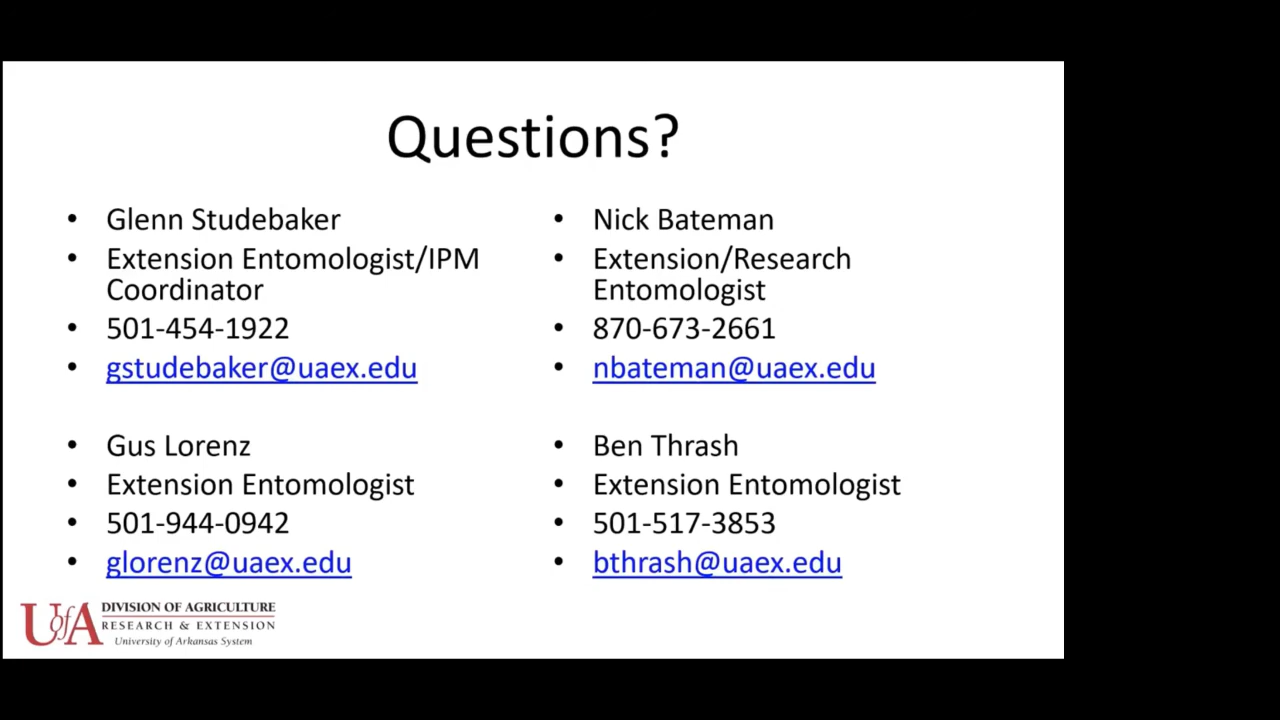 Questions?
• Glenn Studebaker
• Extension Entomologist/IPM
Coordinator
• 501-454-1922
• gstudebaker@uaex.edu
• Gus Lorenz
• Extension Entomologist
• 501-944-0942
• glorenz@uaex.edu
• Nick Bateman
• Extension/Research
Entomologist
• 870-673-2661
• nbateman@uaex.edu
• Ben Thrash
• Extension Entomologist
• 501-517-3853
• bthrash@uaex.edu
UofA
DIVISION OF AGRICULTURE
RESEARCH & EXTENSION
University of Arkansas System